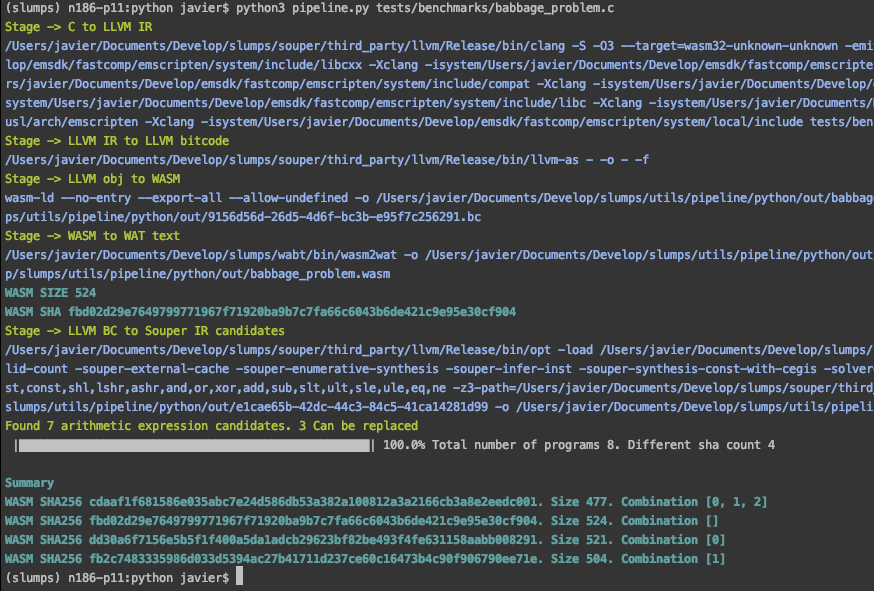 (slumps) n186-p11:python javier$ python3 pipeline.py tests/benchmarks/babbage_problem.c
Stage -> C to LLVM IR
/Users/javier/Documents/Develop/slumps/souper/third_party/llvm/Release/bin/clang -S -O3 --target=wasm32-unknown-unknown -emi
lop/emsdk/fastcomp/emscripten/system/include/libcxx -Xclang -isystem/Users/javier/Documents/Develop/emsdk/fastcomp/emscripte
rs/javier/Documents/Develop/emsdk/fastcomp/emscripten/system/include/compat -Xclang -isystem/Users/javier/Documents/Develop/
system/Users/javier/Documents/Develop/emsdk/fastcomp/emscripten/system/include/libc -Xclang -isystem/Users/javier/Documents/
usl/arch/emscripten -Xclang -isystem/Users/javier/Documents/Develop/emsdk/fastcomp/emscripten/system/local/include tests/ben
Stage -> LLVM IR to LLVM bitcode
/Users/javier/Documents/Develop/slumps/souper/third_party/llvm/Release/bin/llvm-as - -o - -f
Stage -> LLVM obj to WASM
wasm-ld --no-entry --export-all --allow-undefined -o /Users/javier/Documents/Develop/slumps/utils/pipeline/python/out/babbag
ps/utils/pipeline/python/out/9156d56d-26d5-4d6f-bc3b-e95f7c256291.bc
Stage -> WASM to WAT text
/Users/javier/Documents/Develop/slumps/wabt/bin/wasm2wat -o /Users/javier/Documents/Develop/slumps/utils/pipeline/python/out
p/slumps/utils/pipeline/python/out/babbage_problem.wasm
WASM SIZE 524
WASM SHA fbd02d29e7649799771967f71920ba9b7c7fa66c6043b6de421c9e95e30cf904
Stage -> LLVM BC to Souper IR candidates
/Users/javier/Documents/Develop/slumps/souper/third_party/llvm/Release/bin/opt -load /Users/javier/Documents/Develop/slumps/
lid-count -souper-external-cache -souper-enumerative-synthesis -souper-infer-inst -souper-synthesis-const-with-cegis -solver
st,const,shl,lshr,ashr,and,or,xor,add,sub,slt,ult,sle,ule,eq,ne -z3-path=/Users/javier/Documents/Develop/slumps/souper/third
slumps/utils/pipeline/python/out/e1cae65b-42dc-44c3-84c5-41ca14281d99 -o /Users/javier/Documents/Develop/slumps/utils/pipeli
Found 7 arithmetic expression candidates. 3 Can be replaced
100.0% Total number of programs 8. Different sha count 4
Summary
WASM SHA256 cdaaf1f681586e035abc7e24d586db53a382a100812a3a2166cb3a8e2eedc001. Size 477. Combination [0, 1, 2]
WASM SHA256 fbd02d29e7649799771967f71920ba9b7c7fa66c6043b6de421c9e95e30cf904. Size 524. Combination []
WASM SHA256 dd30a6f7156e5b5f1f400a5da1adcb29623bf82be493f4fe631158aabb008291. Size 521. Combination [0]
WASM SHA256 fb2c7483335986d033d5394ac27b41711d237ce60c16473b4c90f906790ee71e. Size 504. Combination [1]
(slumps) n186-p11:python javier$